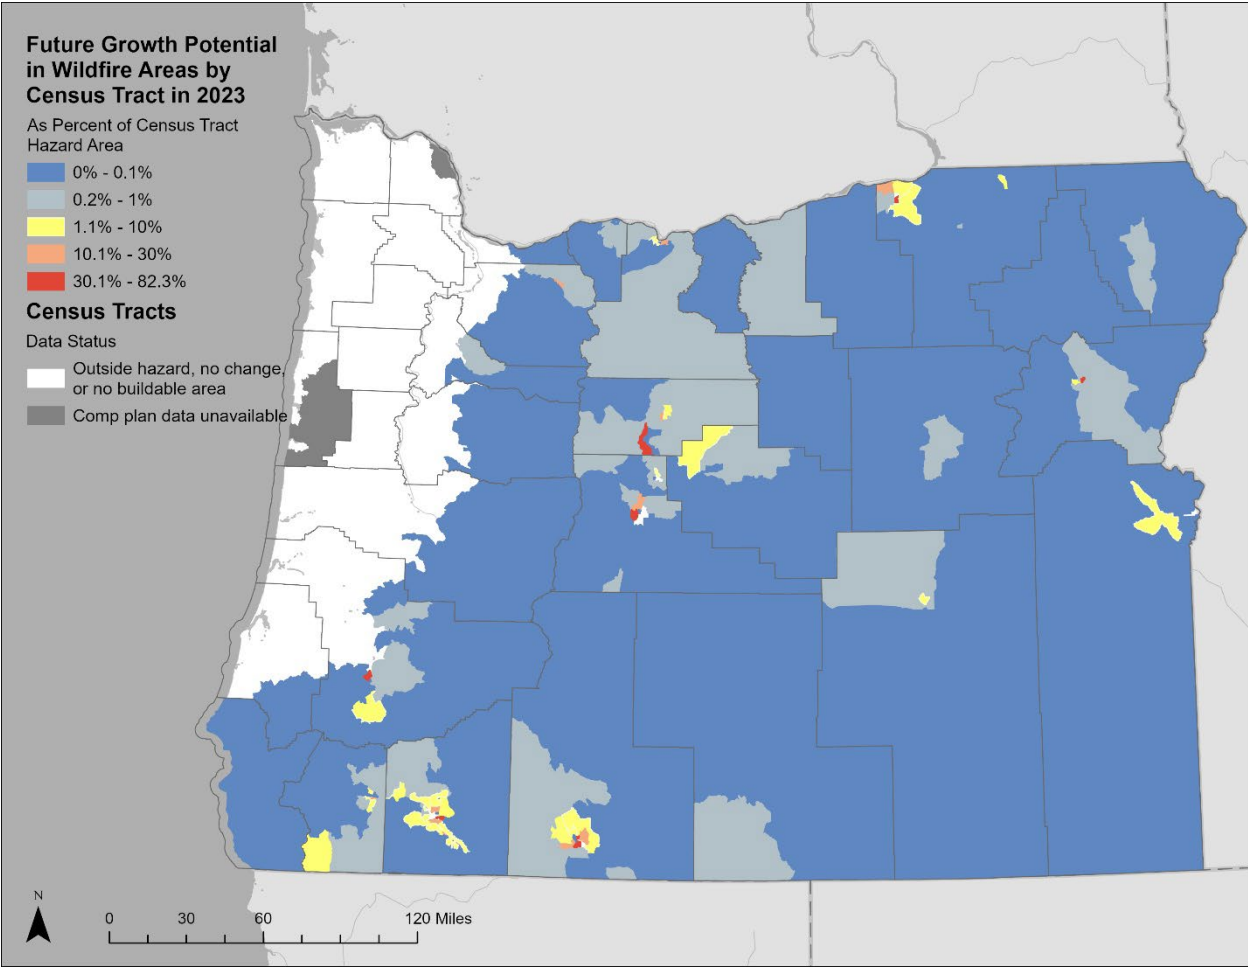 Future Growth Potential
in Wildfire Areas by
Census Tract in 2023
As Percent of Census Tract
Hazard Area
0% - 0.1%
0.2% - 1%
1.1% - 10%
10.1% - 30%
30.1% - 82.3%
Census Tracts
Data Status
Outside hazard, no change,
or no buildable area
Comp plan data unavailable
N
0 30 60 120 Miles